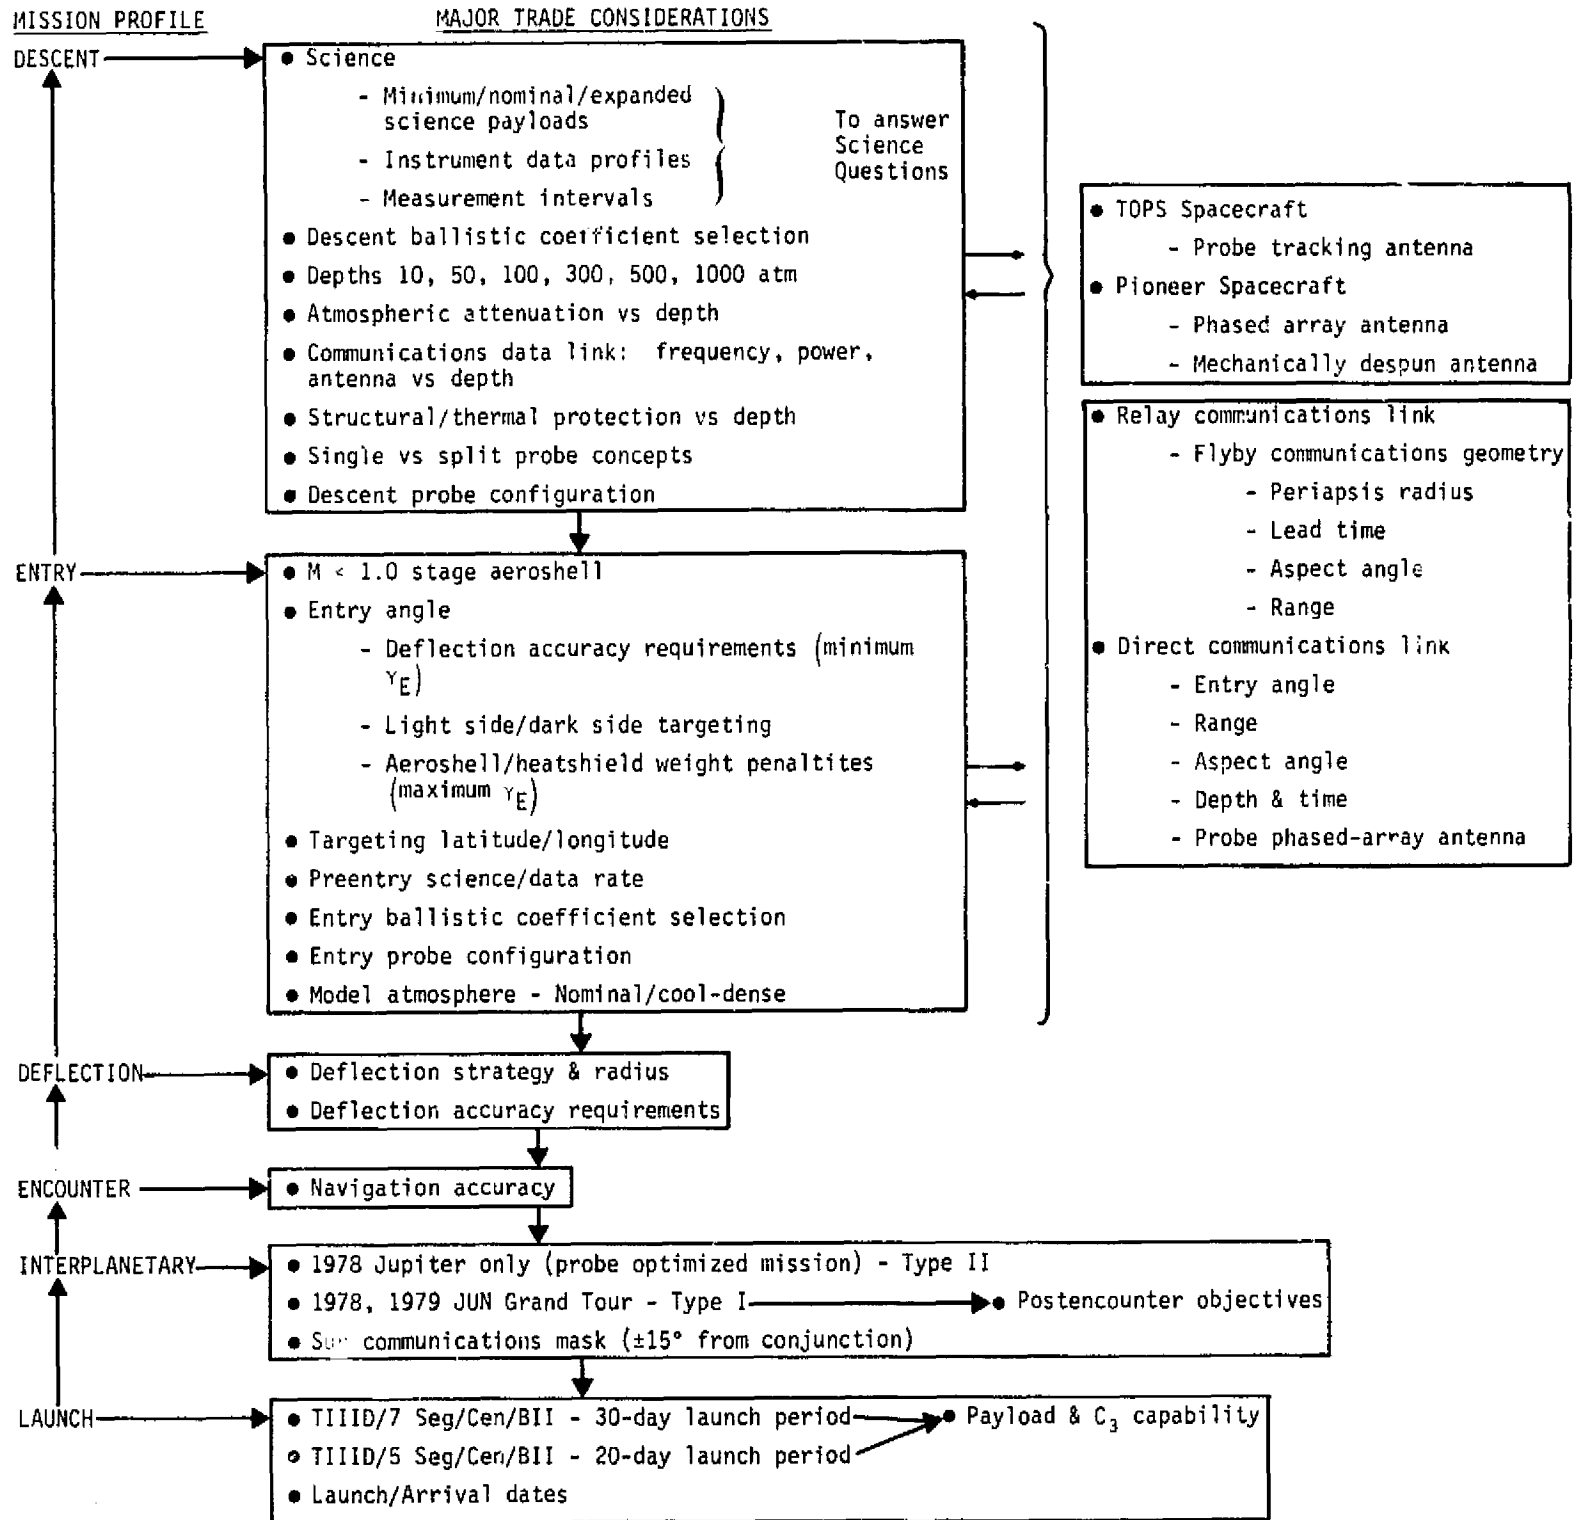 MISSION PROFILE
MAJOR TRADE CONSIDERATIONS
DESCENT
• Science
- Minimum/nominal/expanded
science payloads
- Instrument data profiles
- Measurement intervals
To answer
Science
Questions
• Descent ballistic coefficient selection
• Depths 10, 50, 100, 300, 500, 1000 atm
• Atmospheric attenuation vs depth
• Communications data link: frequency, power,
antenna vs depth
• Structural/thermal protection vs depth
• Single vs split probe concepts
• Descent probe configuration
• TOPS Spacecraft
- Probe tracking antenna
• Pioneer Spacecraft
- Phased array antenna
- Mechanically despun antenna
• Relay communications link
- Flyby communications geometry
- Periapsis radius
- Lead time
- Aspect angle
- Range
• Direct communications link
- Entry angle
- Range
- Aspect angle
- Depth & time
- Probe phased-array antenna
ENTRY
• M < 1.0 stage aeroshell
• Entry angle
- Deflection accuracy requirements (minimum
γE)
- Light side/dark side targeting
- Aeroshell/heatshield weight penaltites
(maximum γE)
• Targeting latitude/longitude
• Preentry science/data rate
• Entry ballistic coefficient selection
• Entry probe configuration
• Model atmosphere - Nominal/cool-dense
DEFLECTION
• Deflection strategy & radius
• Deflection accuracy requirements
ENCOUNTER
• Navigation accuracy
INTERPLANETARY
• 1978 Jupiter only (probe optimized mission) - Type II
• 1978, 1979 JUN Grand Tour - Type I
• Postencounter objectives
• Sun communications mask (±15° from conjunction)
LAUNCH
• TIIID/7 Seg/Cen/BII - 30-day launch period
• Payload & C3 capability
• TIIID/5 Seg/Cen/BII - 20-day launch period
• Launch/Arrival dates